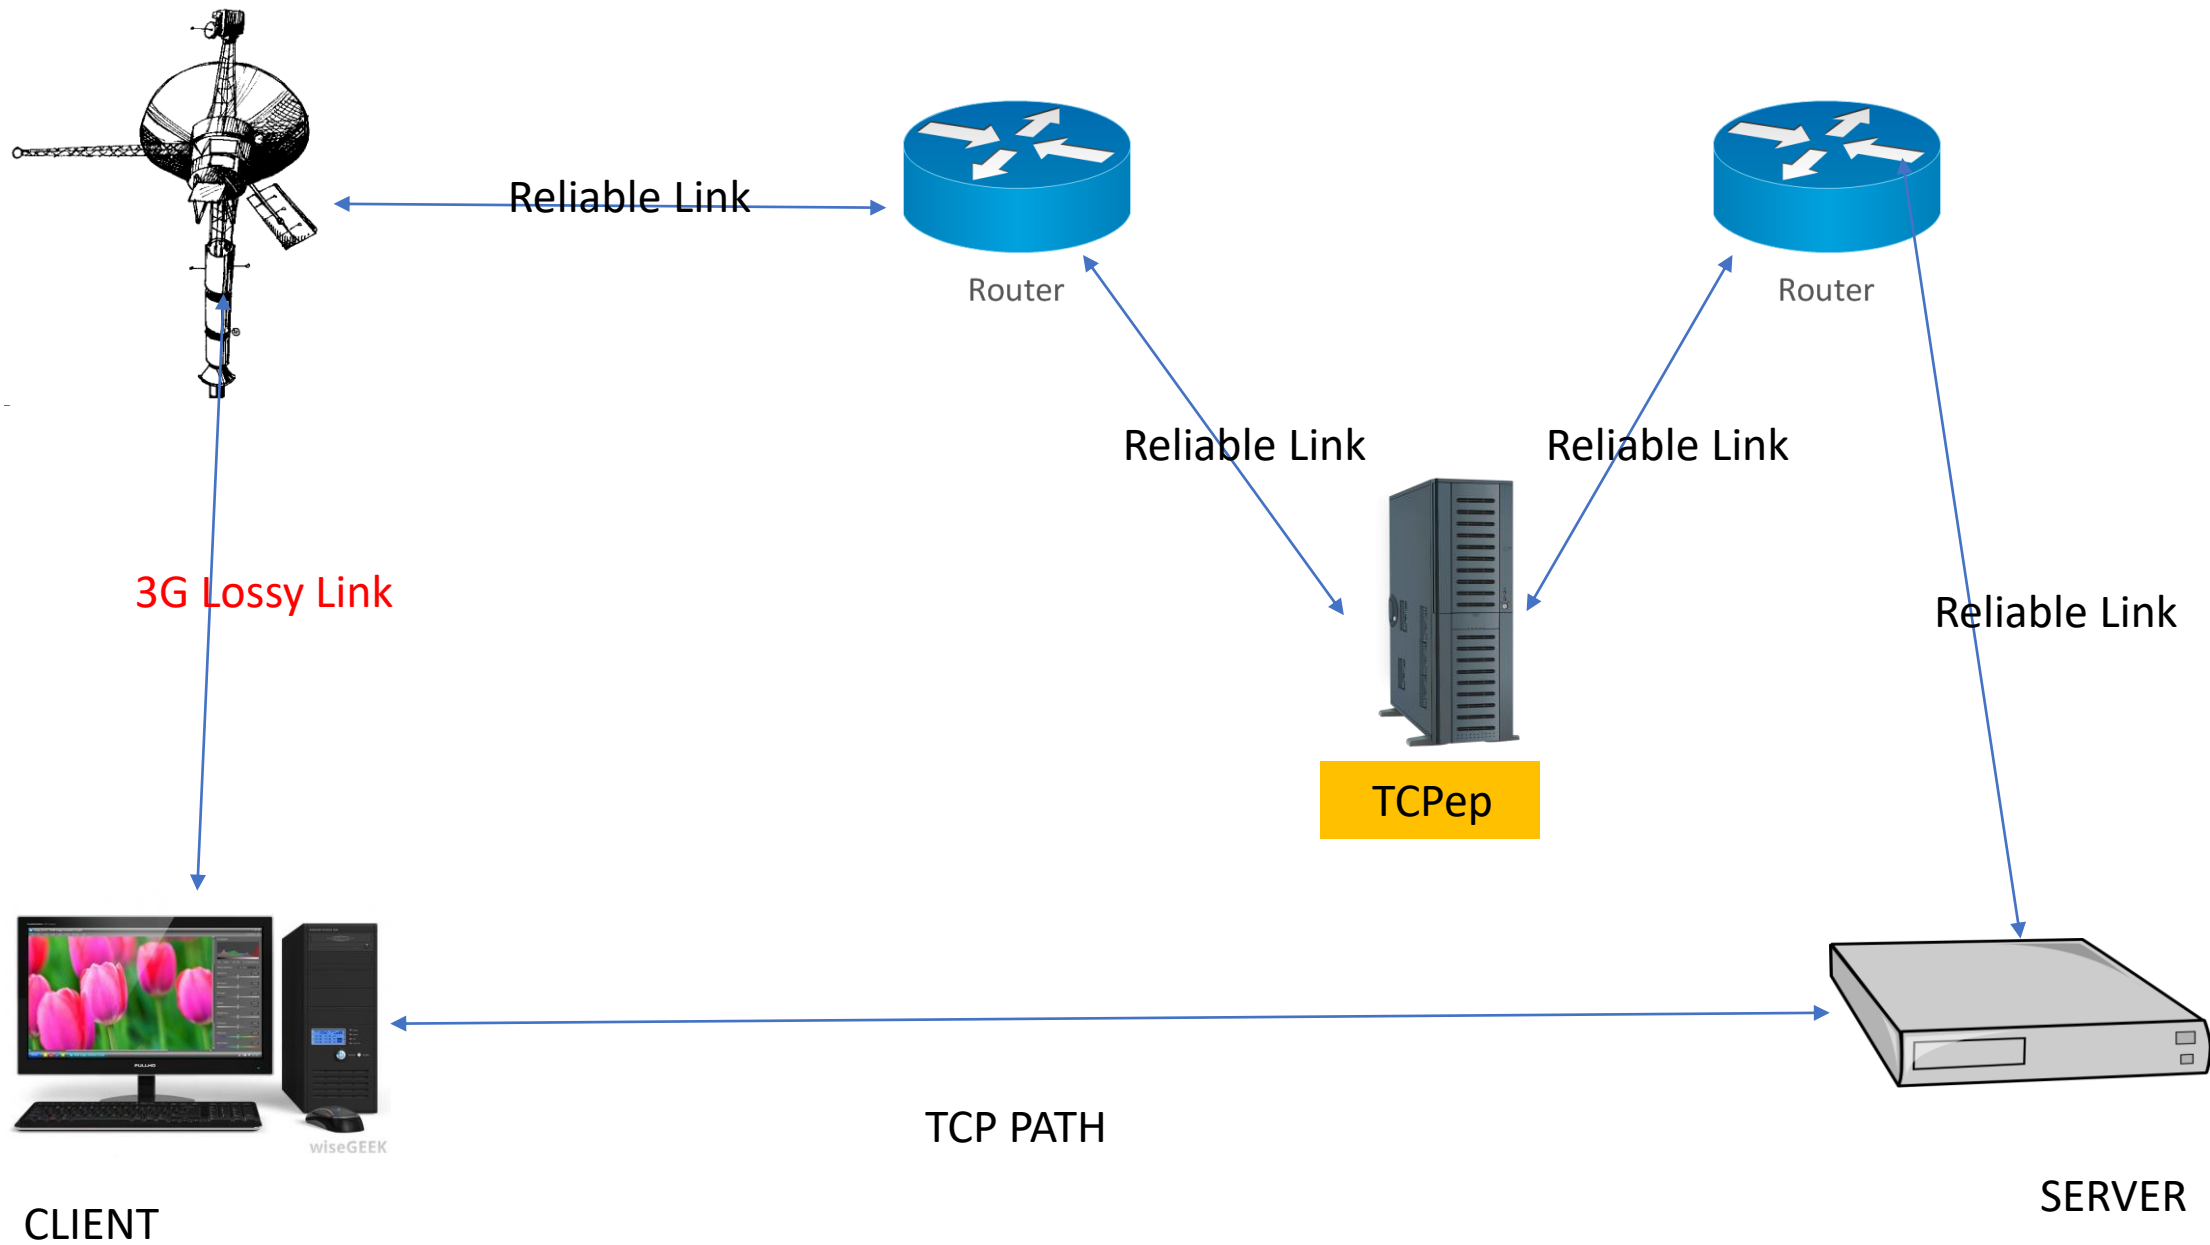 Reliable Link
Router
Router
Reliable Link
Reliable Link
3G Lossy Link
Reliable Link
TCPep
FULLHD
wiseGEEK
TCP PATH
SERVER
CLIENT